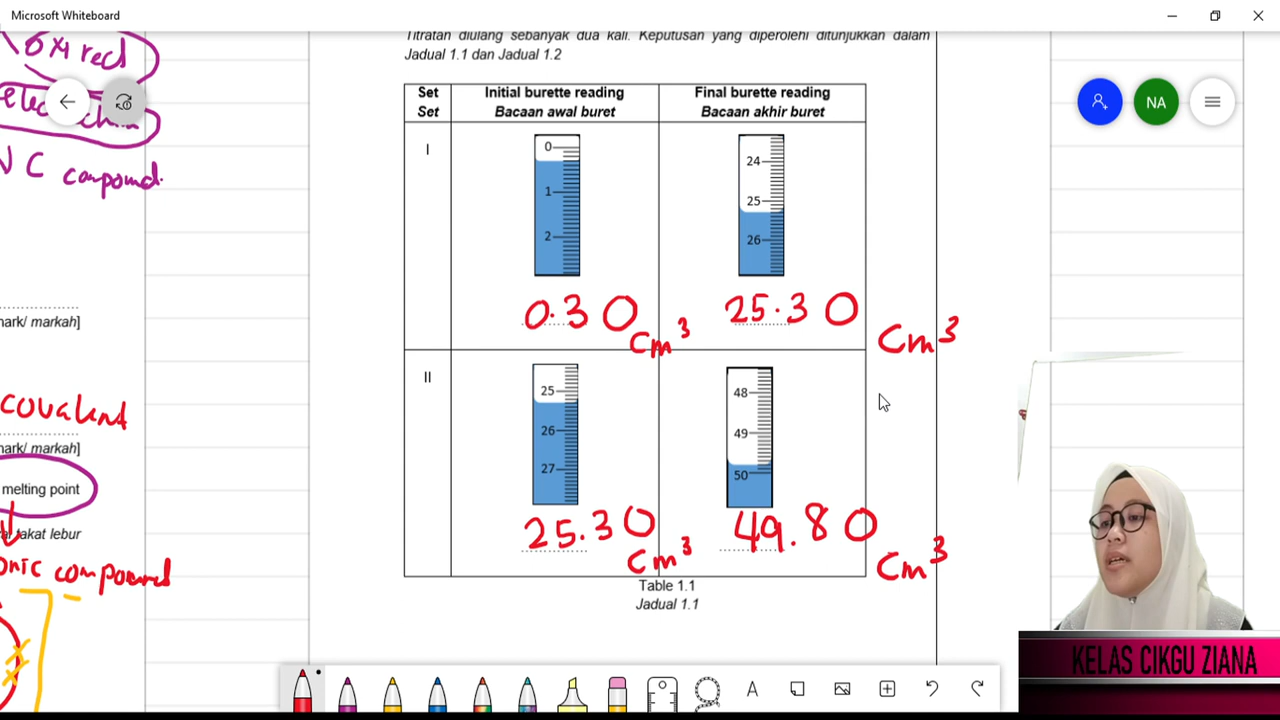 Microsoft Whiteboard
Titratan diulang sebanyak dua kali. Keputusan yang diperolehi ditunjukkan dalam
Jadual 1.1 dan Jadual 1.2
Set
Set
Initial burette reading
Bacaan awal buret
Final burette reading
Bacaan akhir buret
I
0
1
2
0.30
cm³
24
25
26
25.30
cm³
II
25
26
27
25.30
cm³
48
49
50
49.80
cm³
Table 1.1
Jadual 1.1
compound
nark/ markah]
covalent
nark/ markah]
melting point
takat lebur
compound
NA
A
KELAS CIKGU ZIANA